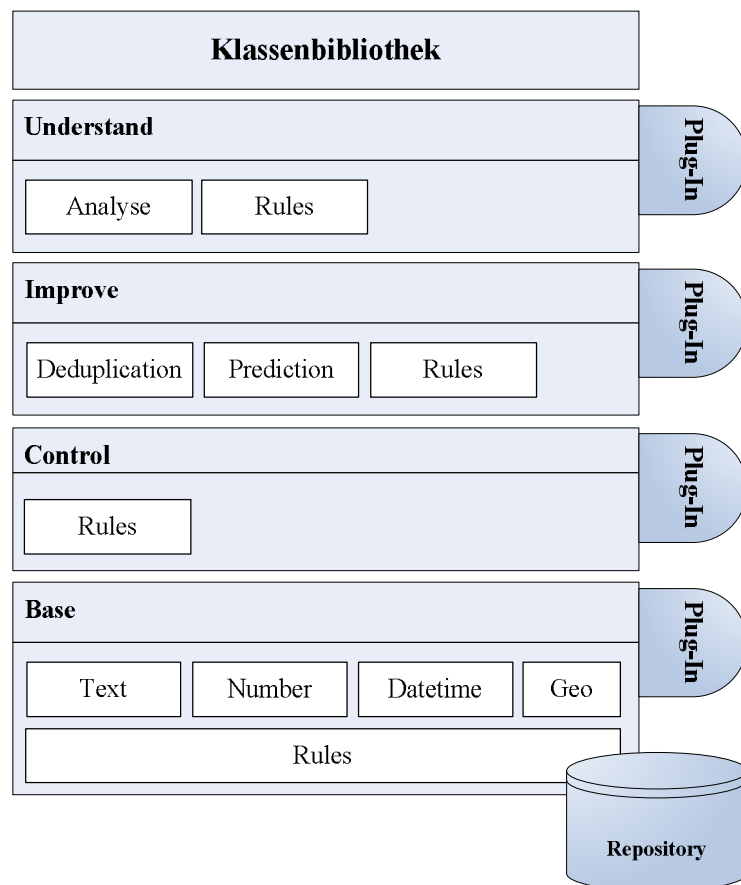 Klassenbibliothek
Understand
Plug-In
Analyse
Rules
Improve
Plug-In
Deduplication
Prediction
Rules
Control
Plug-In
Rules
Base
Plug-In
Text
Number
Datetime
Geo
Rules
Repository